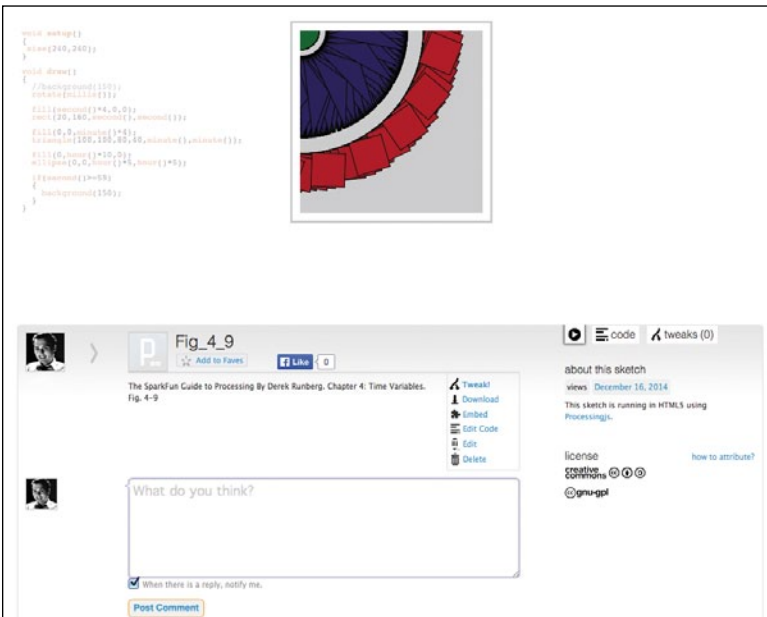 void setup()
{
size(240,240);
}
void draw()
{
//background(150);
rotate(millis());
fill(second()*4,0,0);
rect(20,180,second(),second());
fill(0,0,minute()*4);
triangle(100,100,80,60,minute(),minute());
fill(0,hour()*10,0);
ellipse(0,0,hour()*5,hour()*5);
if(second()>=59)
{
background(150);
}
}
Fig_4_9
Add to Faves
Like 0
The SparkFun Guide to Processing By Derek Runberg. Chapter 4: Time Variables.
Fig. 4-9
Tweak!
Download
Embed
Edit Code
Edit
Delete
What do you think?
When there is a reply, notify me.
Post Comment
code tweaks (0)
about this sketch
views December 16, 2014
This sketch is running in HTML5 using
Processingjs.
license how to attribute?
creative
commons
gnu-gpl